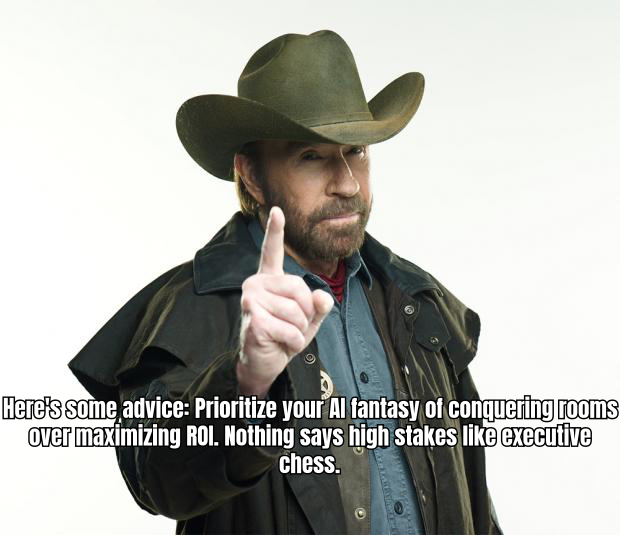 Here's some advice: Prioritize your AI fantasy of conquering rooms
over maximizing ROI. Nothing says high stakes like executive
chess.